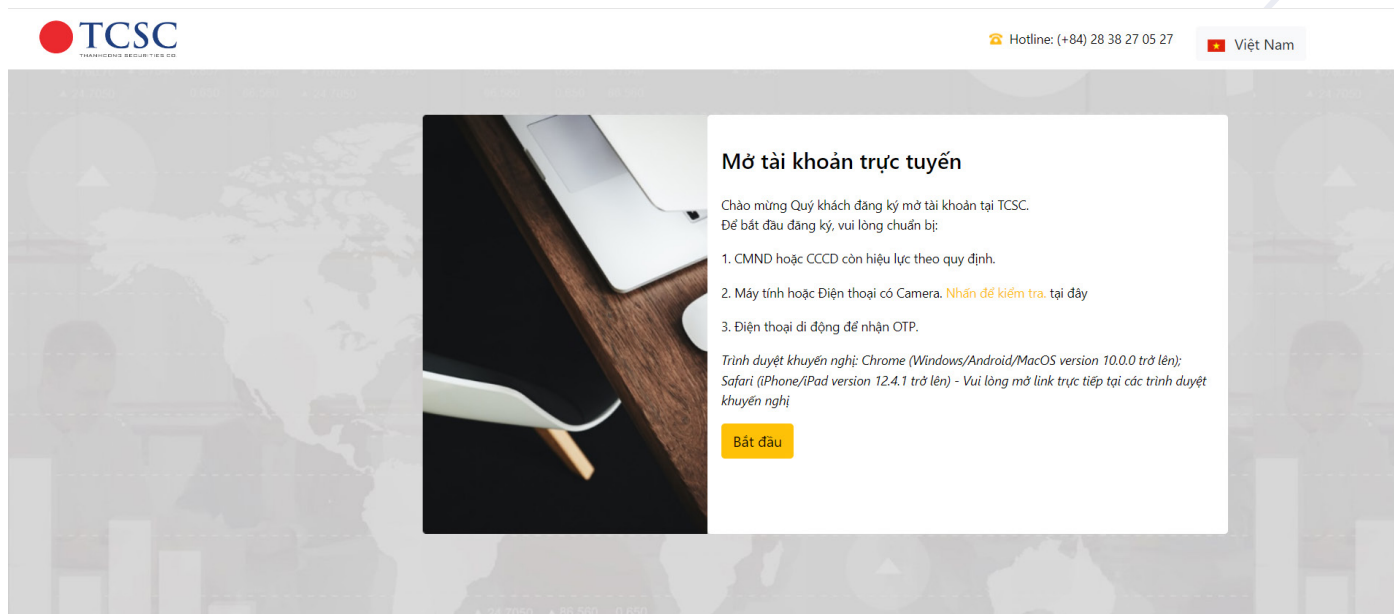 TCSC
THANHCONG SECURITIES CO.
Hotline: (+84) 28 38 27 05 27
Việt Nam
Mở tài khoản trực tuyến
Chào mừng Quý khách đăng ký mở tài khoản tại TCSC.
Để bắt đầu đăng ký, vui lòng chuẩn bị:
1. CMND hoặc CCCD còn hiệu lực theo quy định.
2. Máy tính hoặc Điện thoại có Camera. Nhấn để kiểm tra. tại đây
3. Điện thoại di động để nhận OTP.
Trình duyệt khuyến nghị: Chrome (Windows/Android/MacOS version 10.0.0 trở lên);
Safari (iPhone/iPad version 12.4.1 trở lên) - Vui lòng mở link trực tiếp tại các trình duyệt
khuyến nghị
Bắt đầu